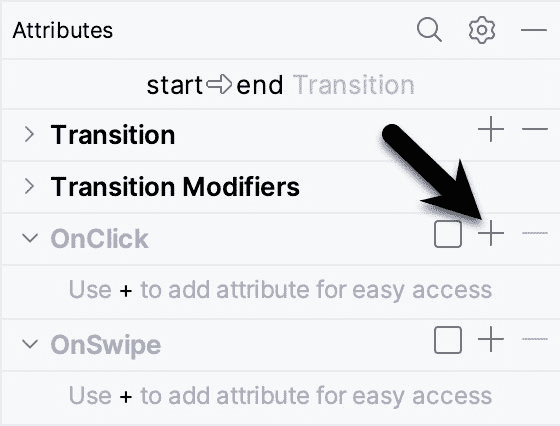 Attributes
start⇨end Transition
Transition
Transition Modifiers
OnClick
Use + to add attribute for easy access
OnSwipe
Use + to add attribute for easy access